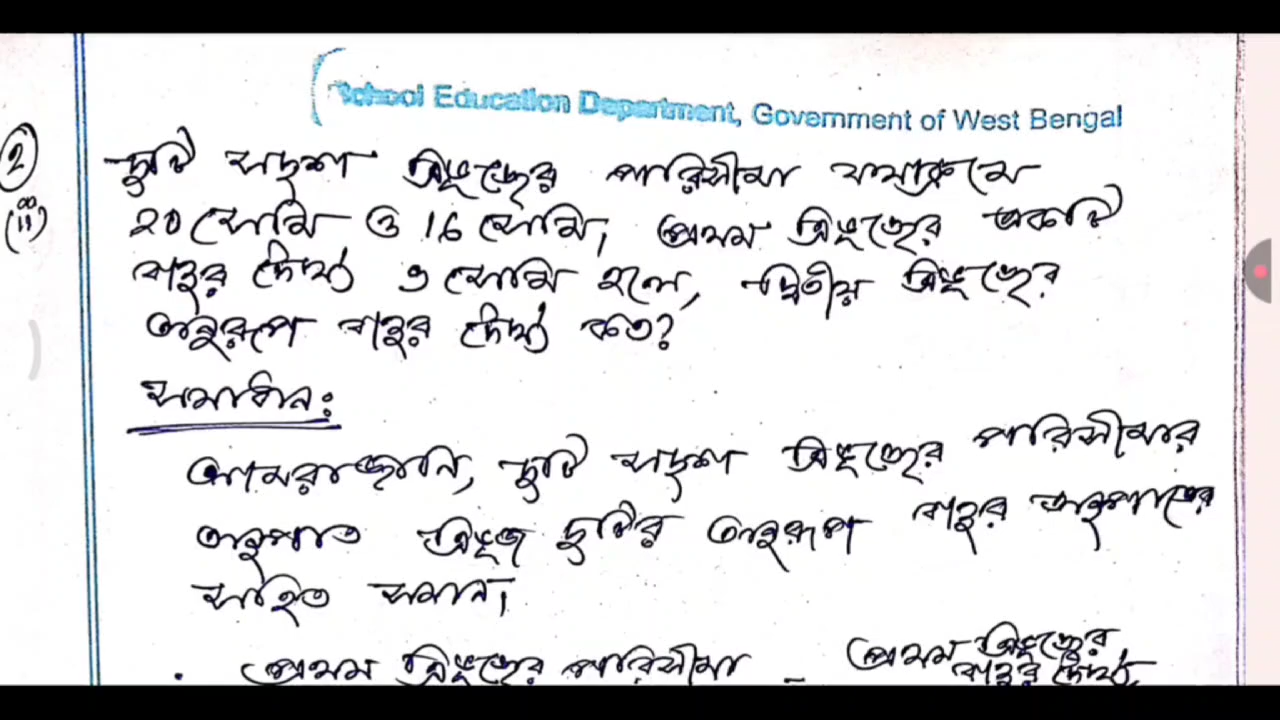 School Education Department, Government of West Bengal
2
(ii)
দুটি সদৃশ ত্রিভূজের পরিসীমা যথাক্রমে
20 সেমি ও 16 সেমি, প্রথম ত্রিভূজের একটি
বাহুর দৈর্ঘ্য 9 সেমি হলে, দ্বিতীয় ত্রিভূজের
অনুরূপ বাহুর দৈর্ঘ্য কত?
সমাধান:
আমরা জানি, দুটি সদৃশ ত্রিভূজের পরিসীমার
অনুপাত ত্রিভূজ দুটির অনুরূপ বাহুর অনুপাতের
সহিত সমান,
প্রথম ত্রিভূজের পরিসীমা
প্রথম ত্রিভূজের
বাহুর দৈর্ঘ্য